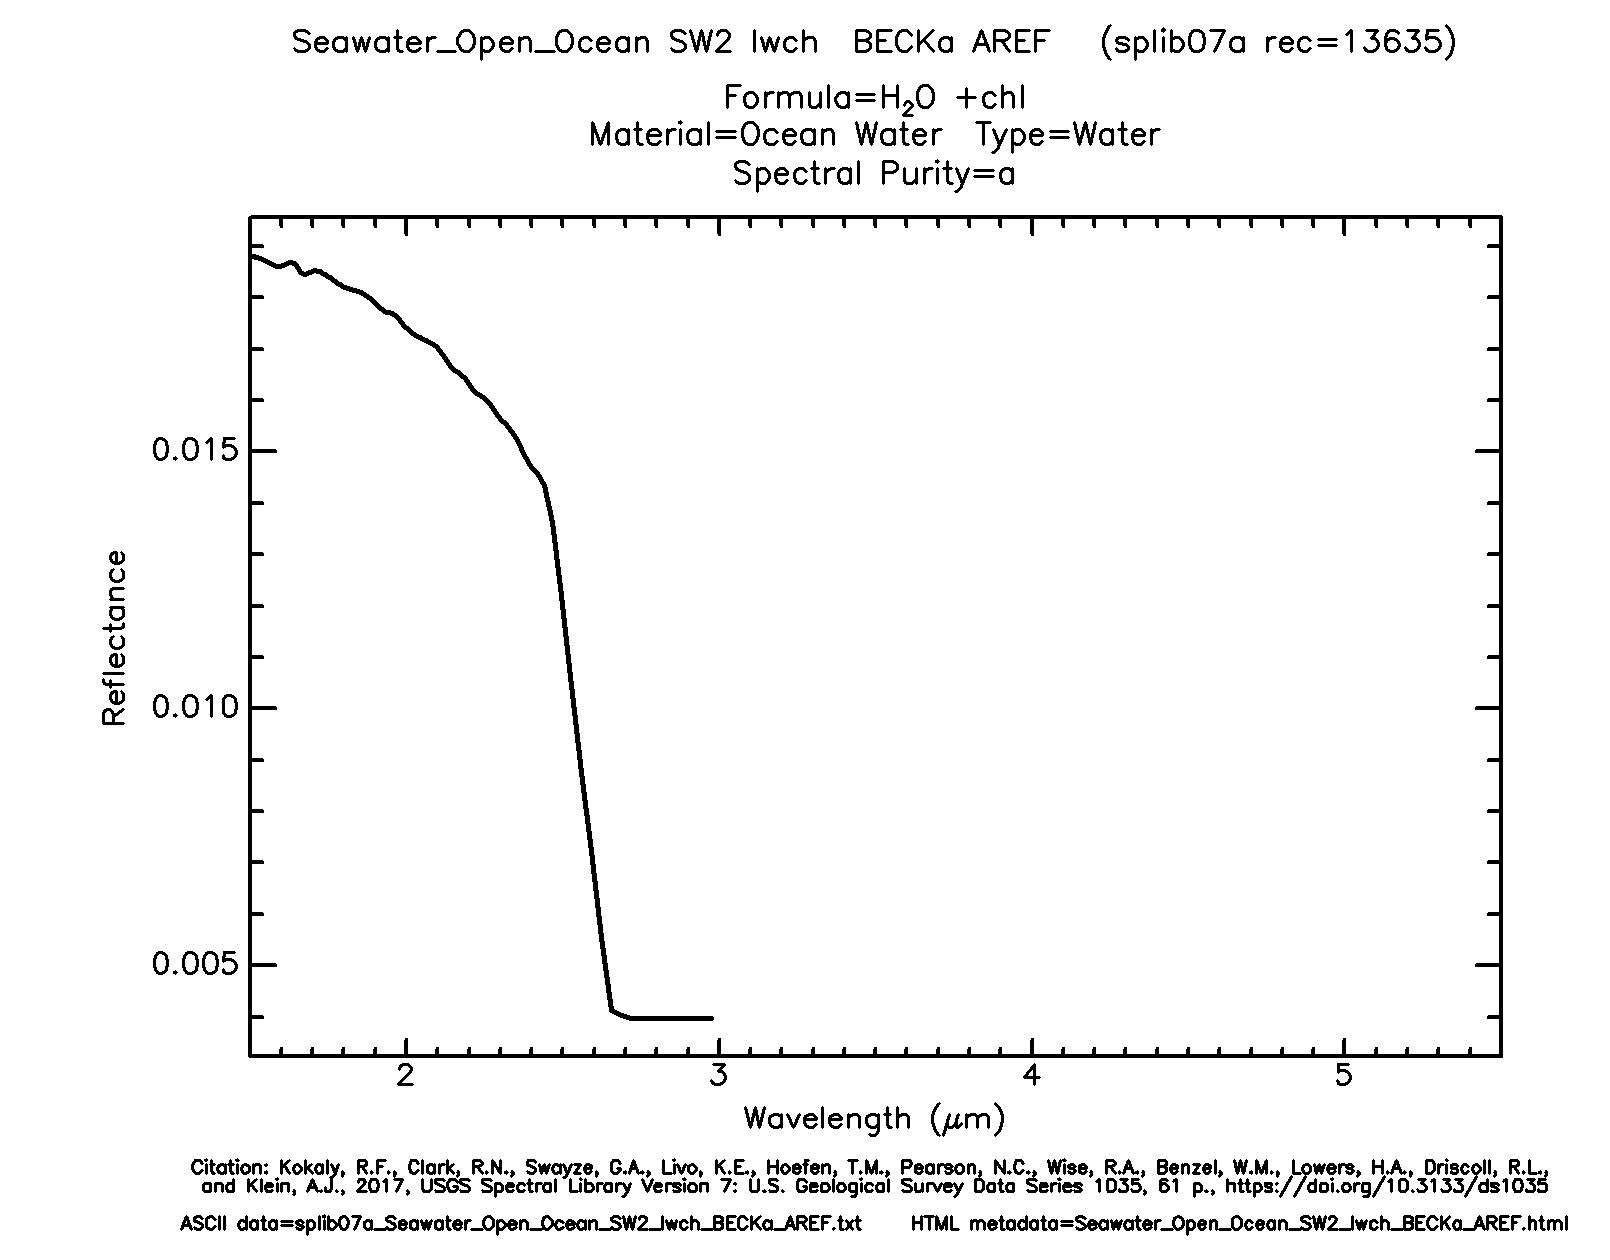 Seawater_Open_Ocean SW2 lwch BECKa AREF (splib07a rec=13635)
Formula=H₂O +chl
Material=Ocean Water Type=Water
Spectral Purity=a
0.015
0.010
0.005
Reflectance
2 3 4 5
Wavelength (μm)
Citation: Kokaly, R.F., Clark, R.N., Swayze, G.A., Livo, K.E., Hoefen, T.M., Pearson, N.C., Wise, R.A., Benzel, W.M., Lowers, H.A., Driscoll, R.L.,
and Klein, A.J., 2017, USGS Spectral Library Version 7: U.S. Geological Survey Data Series 1035, 61 p., https://doi.org/10.3133/ds1035
ASCII data=splib07a_Seawater_Open_Ocean_SW2_lwch_BECKa_AREF.txt HTML metadata=Seawater_Open_Ocean_SW2_lwch_BECKa_AREF.html